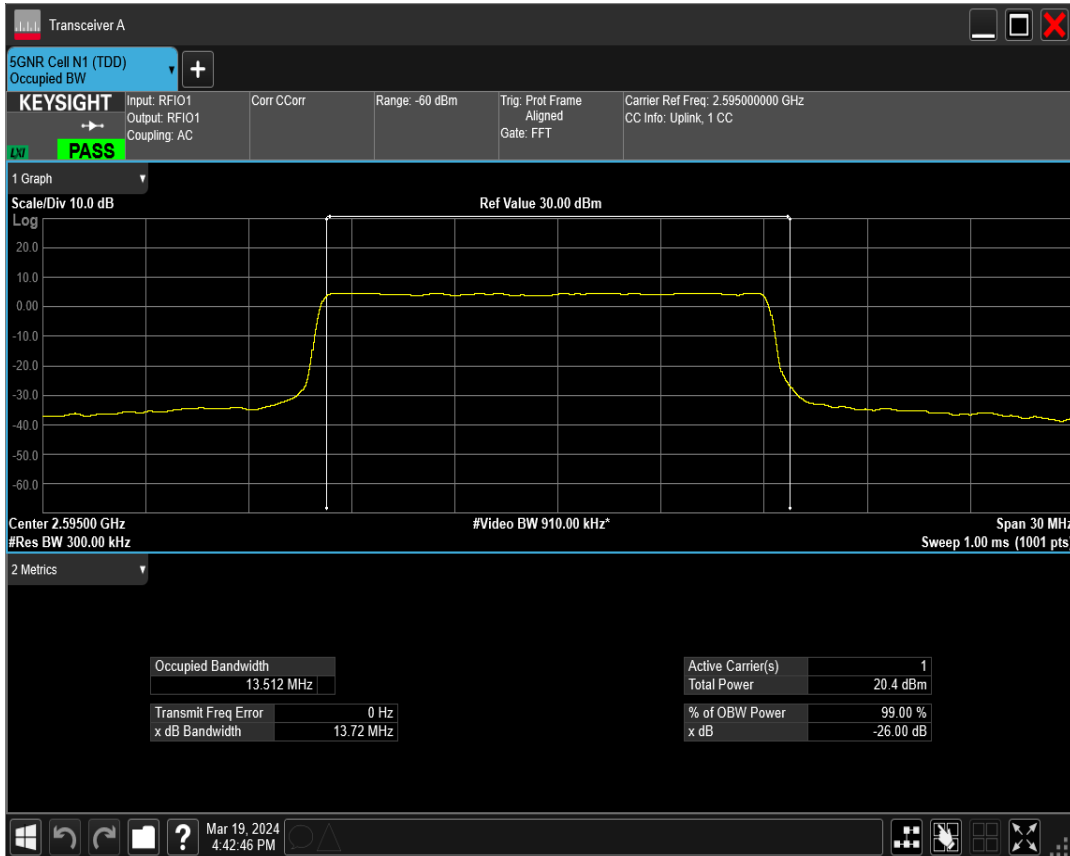 Transceiver A
5GNR Cell N1 (TDD)
Occupied BW
+
KEYSIGHT
LXI
PASS
Input: RFIO1
Output: RFIO1
Coupling: AC
Corr CCorr
Range: -60 dBm
Trig: Prot Frame
Aligned
Gate: FFT
Carrier Ref Freq: 2.595000000 GHz
CC Info: Uplink, 1 CC
1 Graph
Scale/Div 10.0 dB
Ref Value 30.00 dBm
Log
20.0
10.0
0.00
-10.0
-20.0
-30.0
-40.0
-50.0
-60.0
Center 2.59500 GHz
#Video BW 910.00 kHz*
Span 30 MHz
#Res BW 300.00 kHz
Sweep 1.00 ms (1001 pts)
2 Metrics
Occupied Bandwidth
13.512 MHz
Transmit Freq Error 0 Hz
x dB Bandwidth 13.72 MHz
Active Carrier(s) 1
Total Power 20.4 dBm
% of OBW Power 99.00 %
x dB -26.00 dB
?
Mar 19, 2024
4:42:46 PM